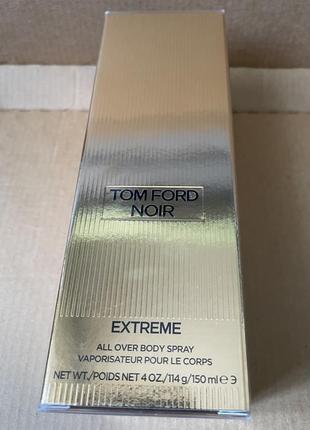 TOM FORD
NOIR
EXTREME
ALL OVER BODY SPRAY
VAPORISATEUR POUR LE CORPS
NET WT./POIDS NET 4 OZ./114 g/150 ml ℮ 3